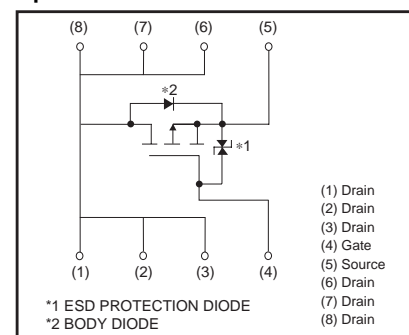 (8) (7) (6) (5)
*2
*1
(1) (2) (3) (4)
(1) Drain
(2) Drain
(3) Drain
(4) Gate
(5) Source
(6) Drain
(7) Drain
(8) Drain
*1 ESD PROTECTION DIODE
*2 BODY DIODE